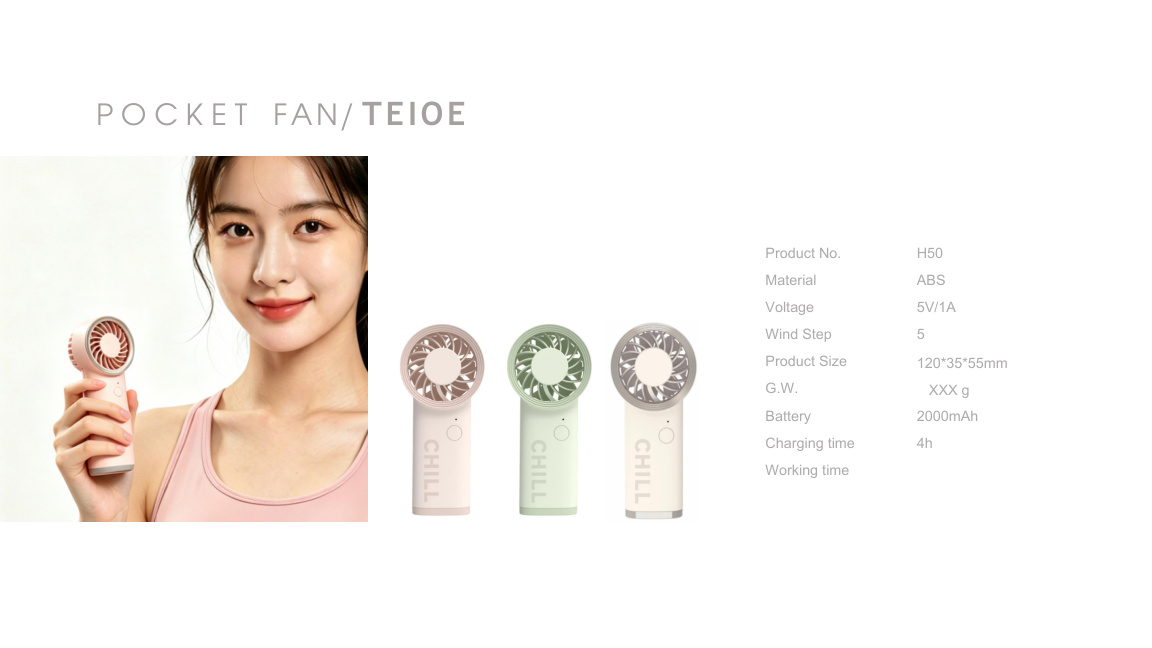 POCKET FAN/TEIOE
CHILL
CHILL
CHILL
Product No. H50
Material ABS
Voltage 5V/1A
Wind Step 5
Product Size 120*35*55mm
G.W. XXX g
Battery 2000mAh
Charging time 4h
Working time